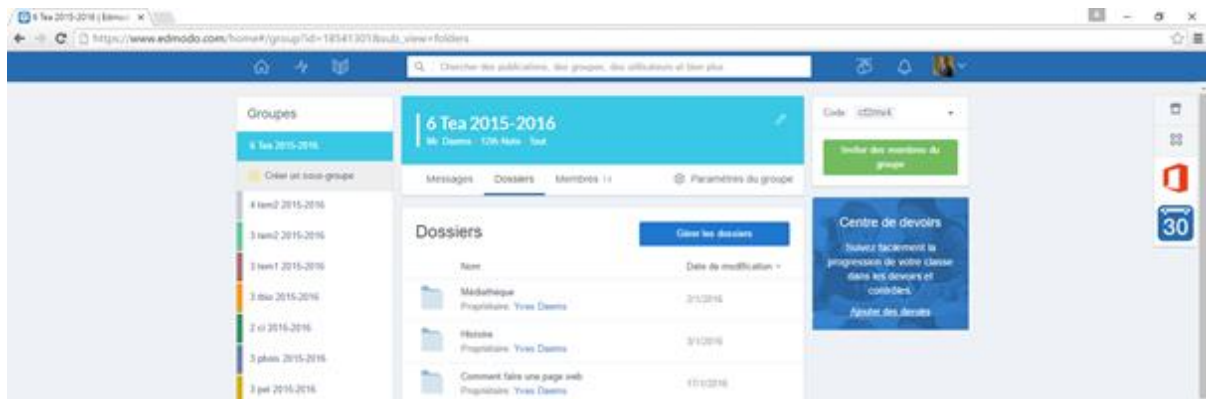 6 Tea 2015-2016 | Edmodo
https://www.edmodo.com/home#/group?id=18541301&sub_view=folders
Chercher des publications, des groupes, des utilisateurs et bien plus
Groupes
6 Tea 2015-2016
Créer un sous-groupe
4 tem2 2015-2016
3 tem2 2015-2016
3 tem1 2015-2016
2015-2016
2 ci 2015-2016
2015-2016
2015-2016
6 Tea 2015-2016
Mr. Daems
Messages
Dossiers
Membres
Paramètres du groupe
Dossiers
Gérer les dossiers
Nom
Date de modification
Médiathèque
Propriétaire: Yves Daems
3/1/2016
Histoire
Propriétaire: Yves Daems
3/1/2016
Comment faire une page web
Propriétaire: Yves Daems
17/1/2016
Code
Inviter des membres du
groupe
Centre de devoirs
Suivez facilement la
progression de votre classe
dans les devoirs et
contrôles.
Ajouter des devoirs
30